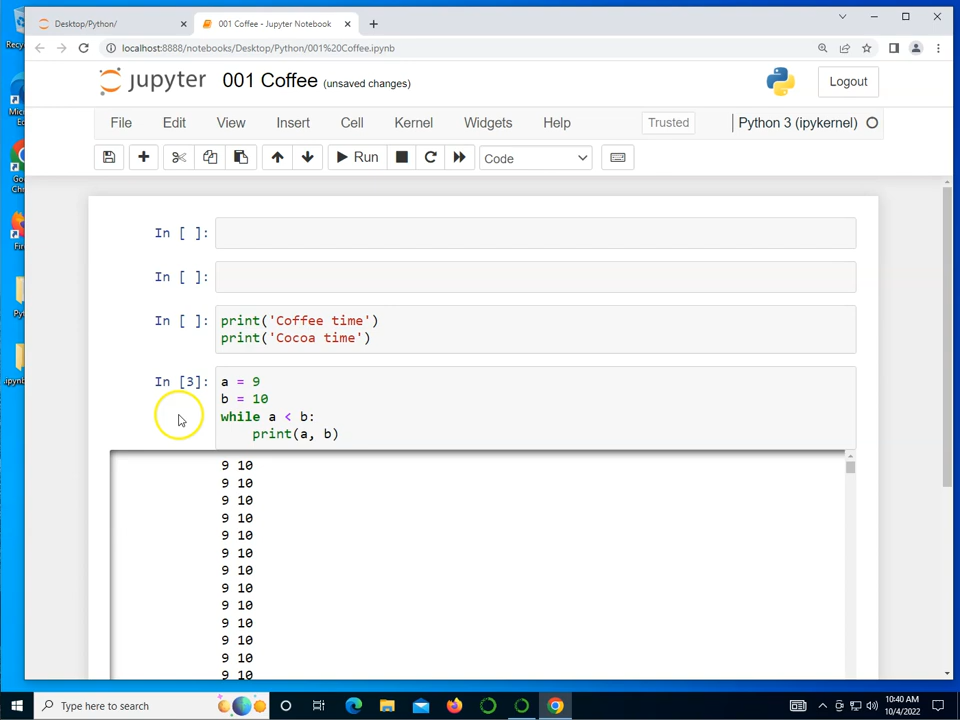 Desktop/Python/
001 Coffee - Jupyter Notebook
localhost:8888/notebooks/Desktop/Python/001%20Coffee.ipynb
jupyter 001 Coffee (unsaved changes)
Logout
File Edit View Insert Cell Kernel Widgets Help
Trusted
Python 3 (ipykernel)
Run
Code
In [ ]:
In [ ]:
In [ ]:
print('Coffee time')
print('Cocoa time')
In [3]:
a = 9
b = 10
while a < b:
    print(a, b)
9 10
9 10
9 10
9 10
9 10
9 10
9 10
9 10
9 10
9 10
9 10
9 10
9 10
Type here to search
10:40 AM
10/4/2022